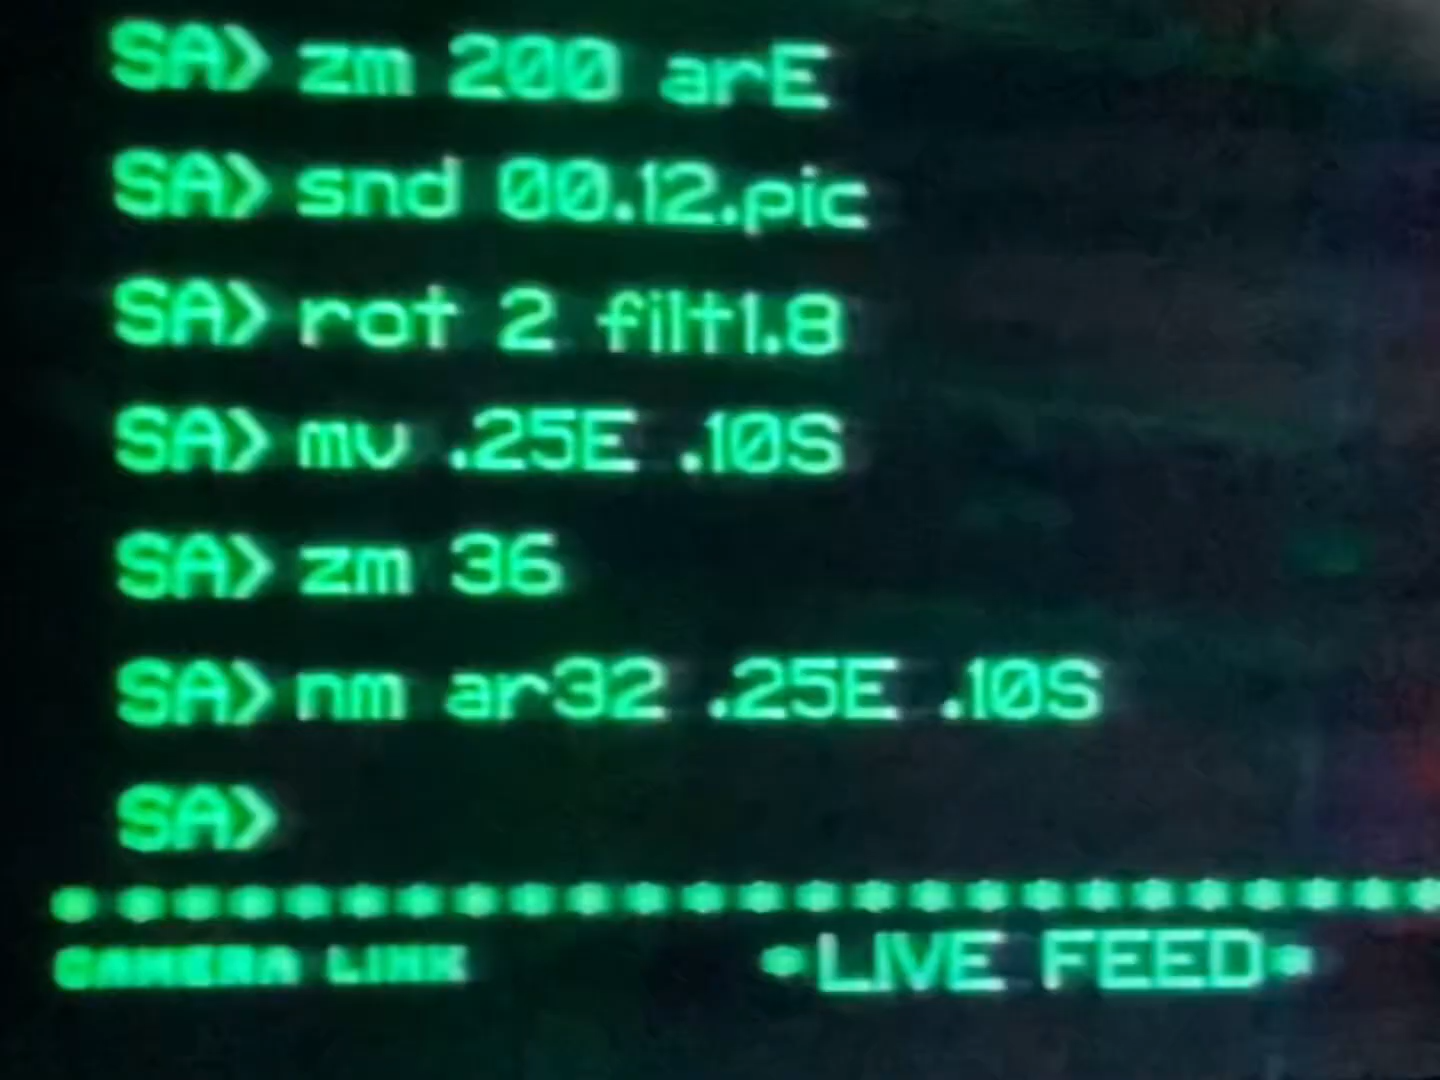 SA> zm 200 arE
SA> snd 00.12.pic
SA> rot 2 filt1.8
SA> mv .25E .10S
SA> zm 36
SA> nm ar32 .25E .10S
SA>
CAMERA LINK
*LIVE FEED*